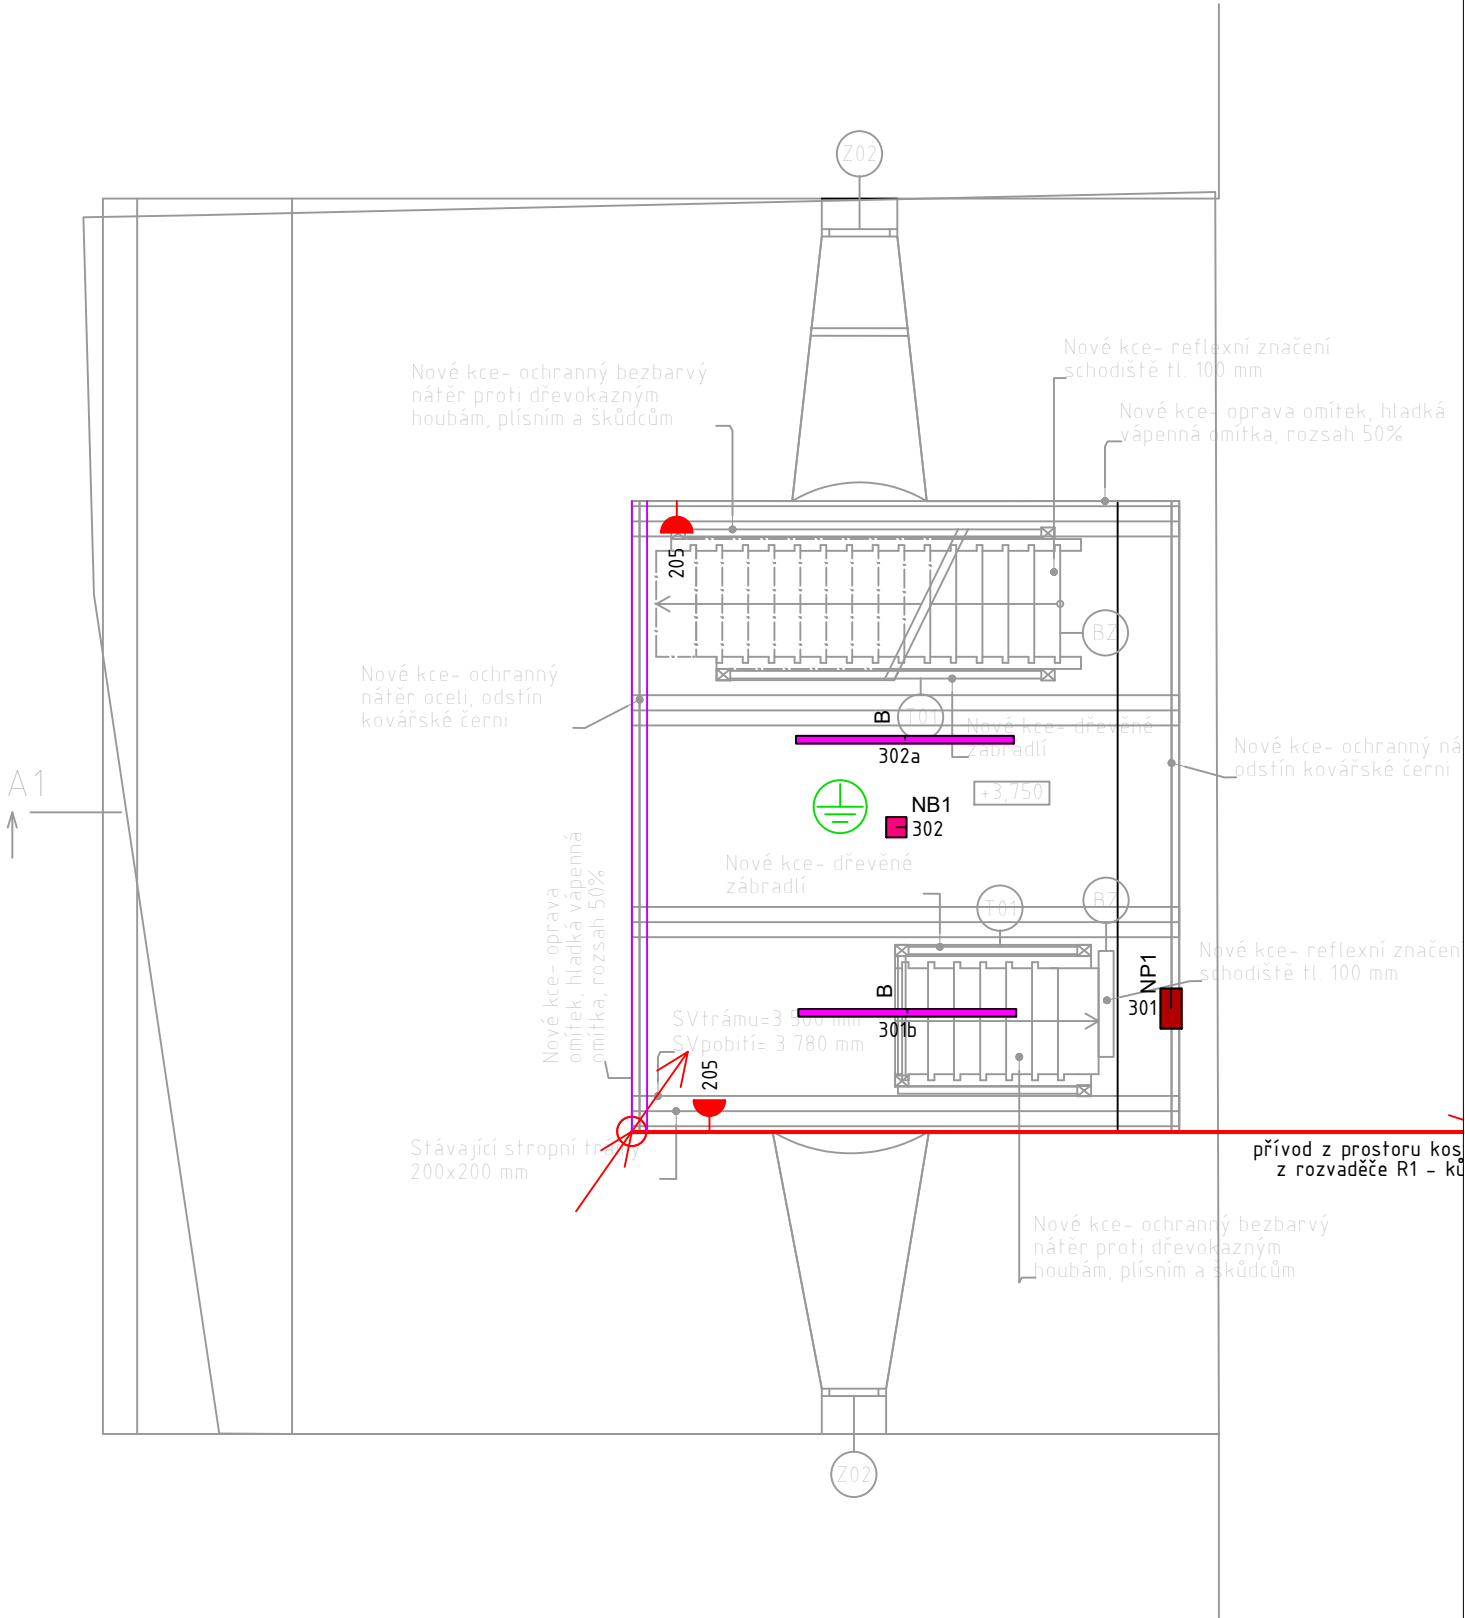 Z02
Nové kce- reflexní značení
schodiště tl. 100 mm
Nové kce- ochranný bezbarvý
nátěr proti dřevokazným
houbám, plísním a škůdcům
Nové kce- oprava omítek, hladká
vápenná omítka, rozsah 50%
205
BZ
Nové kce- ochranný
nátěr oceli, odstín
kovářské černi
B
T01
Nové kce- dřevěné
zábradlí
302a
Nové kce- ochranný
odstín kovářské černi
A1
+3,750
NB1
302
Nové kce- dřevěné
zábradlí
Nové kce- oprava
omítek, hladká vápenná
omítka, rozsah 50%
T01
BZ
Nové kce- reflexní
schodiště tl. 100 mm
NP1
301
B
301b
SVtrámu=3 500 mm
SVpobití= 3 780 mm
205
Stávající stropní trámy
200x200 mm
přívod z prostoru
z rozvaděče R1 -
Nové kce- ochranný bezbarvý
nátěr proti dřevokazným
houbám, plísním a škůdcům
Z02